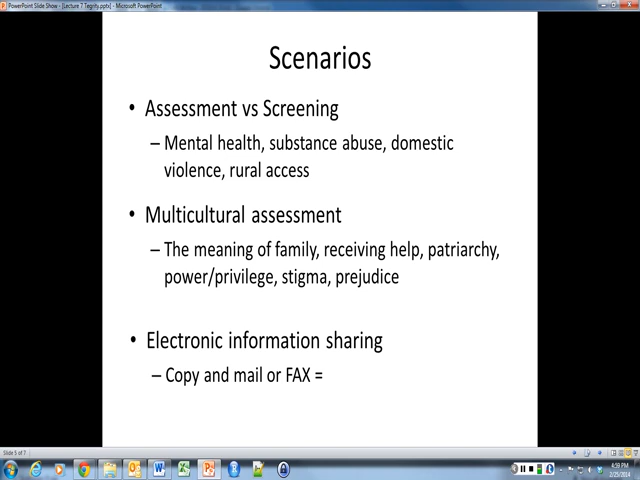 PowerPoint Slide Show - [Lecture 7 Tegrity.pptx] - Microsoft PowerPoint
Scenarios
• Assessment vs Screening
– Mental health, substance abuse, domestic
violence, rural access
• Multicultural assessment
– The meaning of family, receiving help, patriarchy,
power/privilege, stigma, prejudice
• Electronic information sharing
– Copy and mail or FAX =
Slide 5 of 7
4:59 PM
2/25/2014